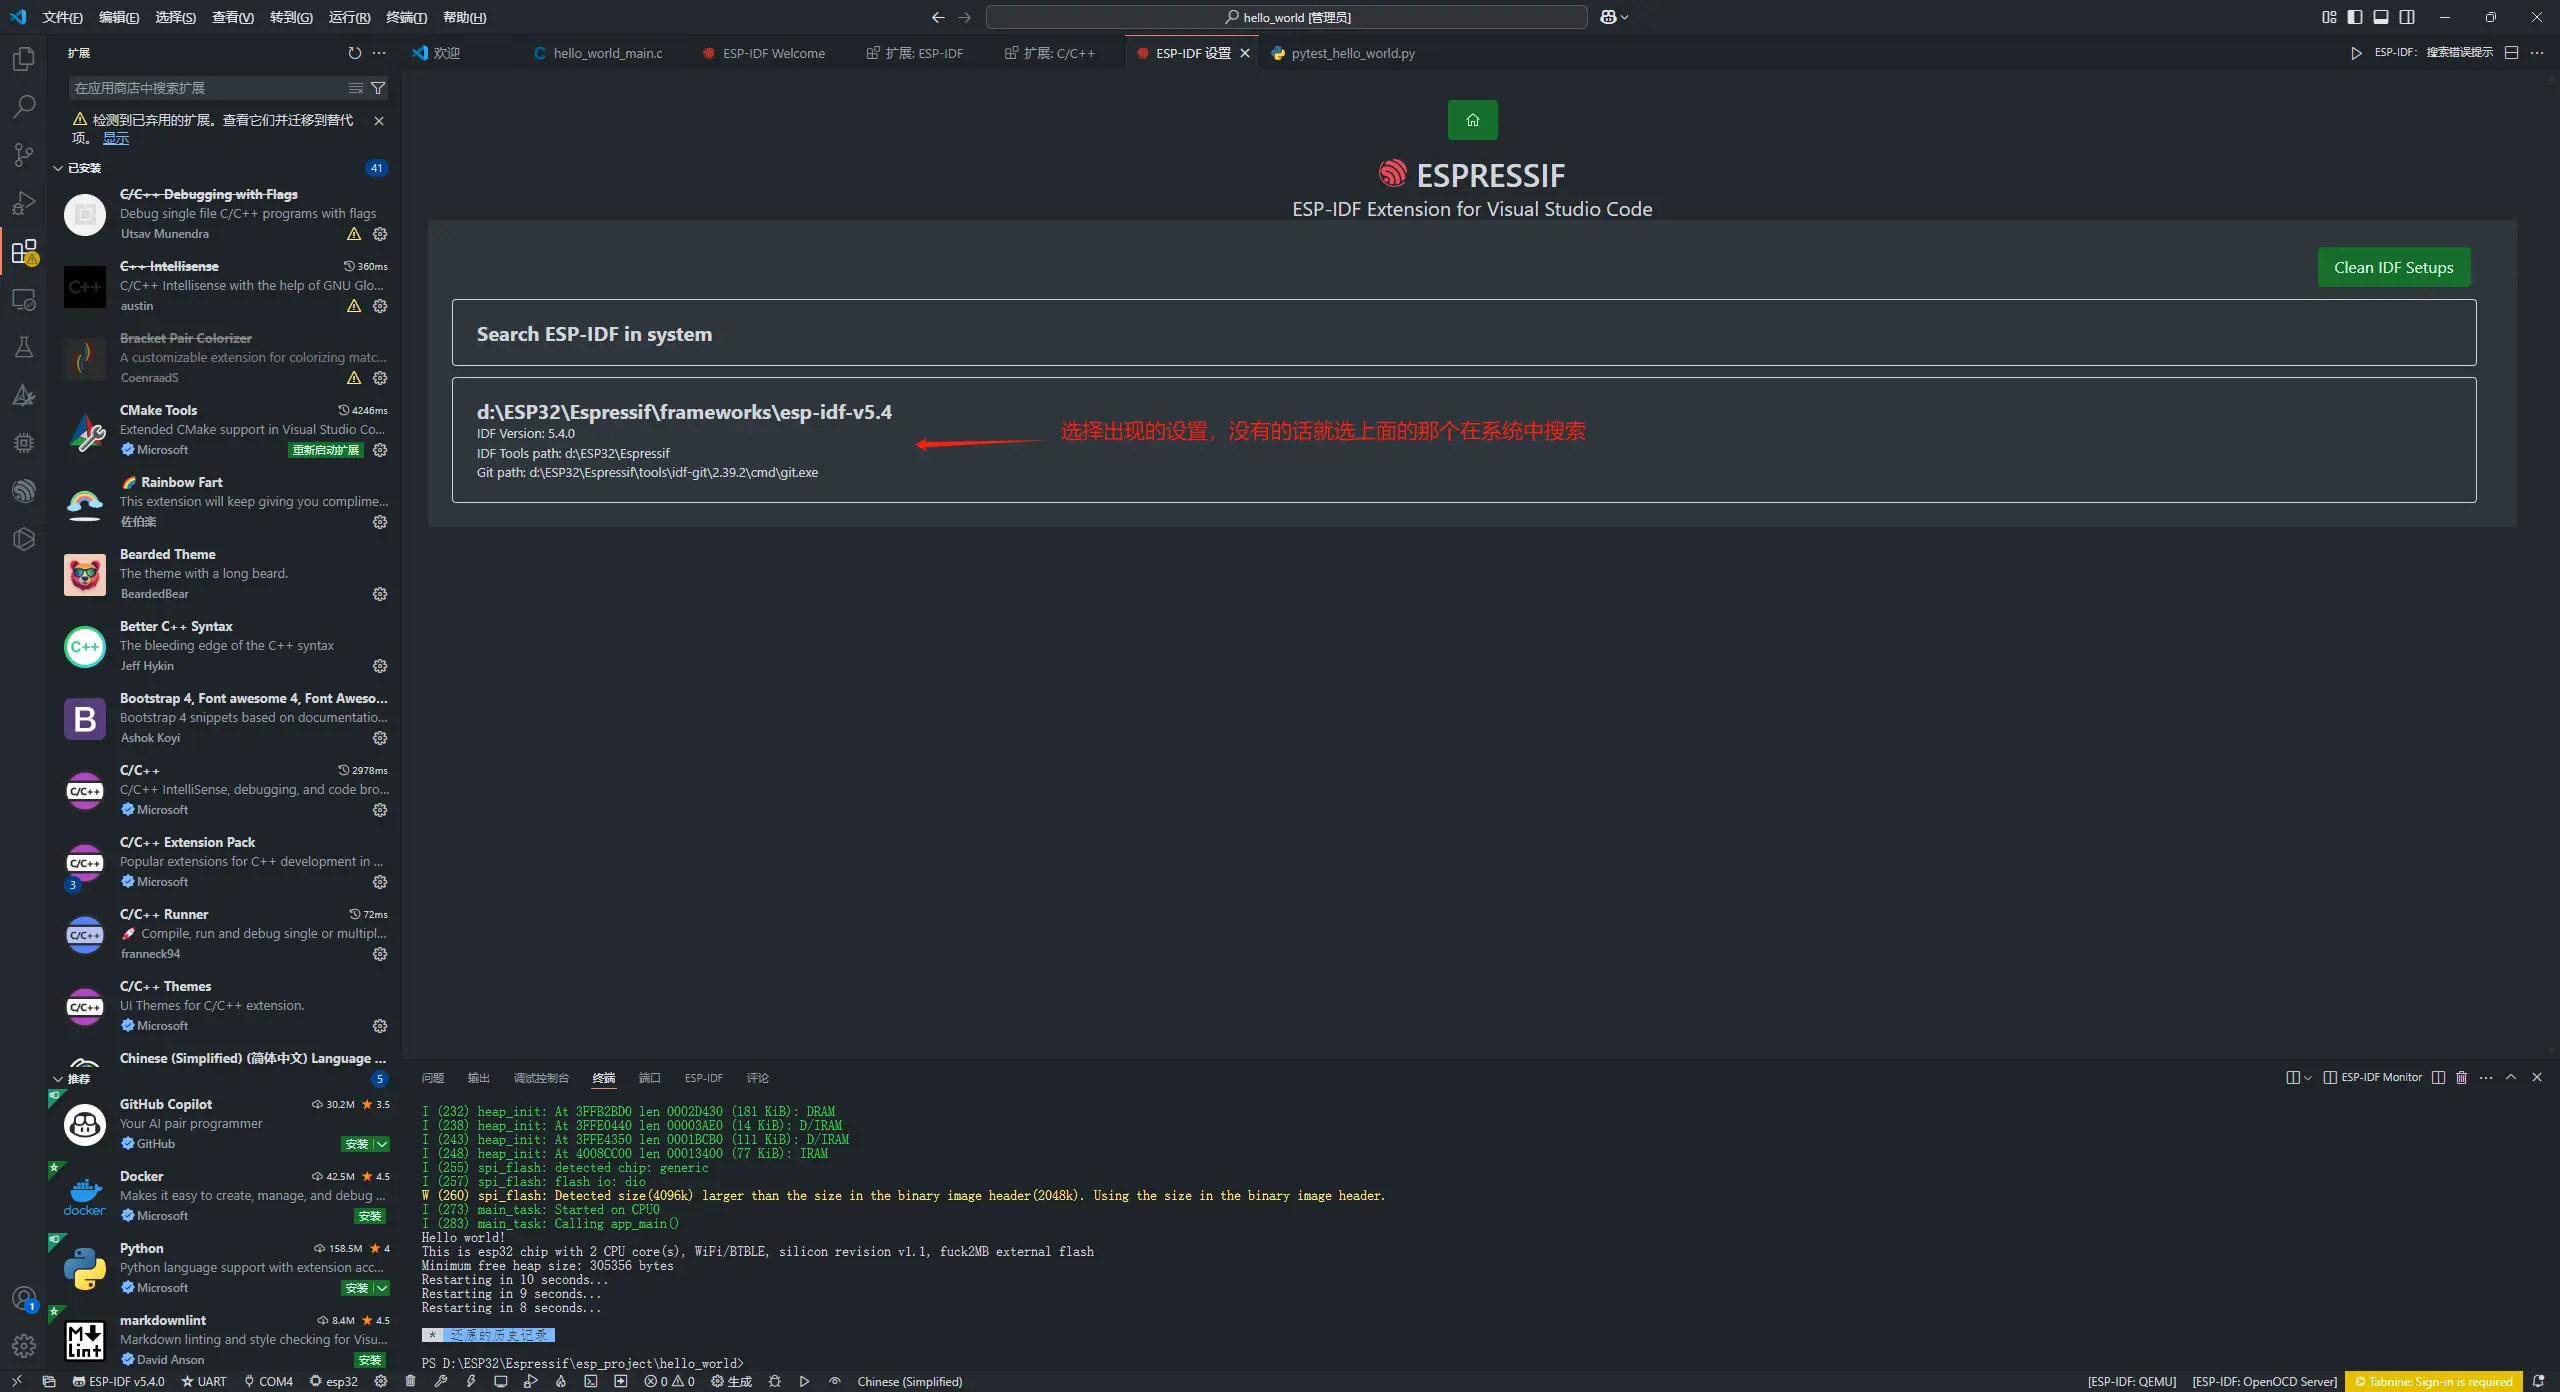 文件(F) 编辑(E) 选择(S) 查看(V) 转到(G) 运行(R) 终端(T) 帮助(H)
hello_world [管理员]
扩展
欢迎
hello_world_main.c
ESP-IDF Welcome
扩展: ESP-IDF
扩展: C/C++
ESP-IDF 设置
pytest_hello_world.py
ESP-IDF： 搜索错误提示
在应用商店中搜索扩展
检测到已弃用的扩展。查看它们并迁移到替代
项。 显示
已安装
41
C/C++ Debugging with Flags
Debug single file C/C++ programs with flags
Utsav Munendra
C++ Intellisense
360ms
C/C++ Intellisense with the help of GNU Glo...
austin
Bracket Pair Colorizer
A customizable extension for colorizing matc...
CoenraadS
CMake Tools
4246ms
Extended CMake support in Visual Studio Co...
Microsoft
重新启动扩展
Rainbow Fart
This extension will keep giving you complime...
佐伯楽
Bearded Theme
The theme with a long beard.
BeardedBear
Better C++ Syntax
The bleeding edge of the C++ syntax
Jeff Hykin
Bootstrap 4, Font awesome 4, Font Aweso...
Bootstrap 4 snippets based on documentatio...
Ashok Koyi
C/C++
2978ms
C/C++ IntelliSense, debugging, and code bro...
Microsoft
C/C++ Extension Pack
Popular extensions for C++ development in ...
3
Microsoft
C/C++ Runner
72ms
Compile, run and debug single or multipl...
franneck94
C/C++ Themes
UI Themes for C/C++ extension.
Microsoft
Chinese (Simplified) (简体中文) Language ...
推荐
5
GitHub Copilot
30.2M
3.5
Your AI pair programmer
GitHub
安装
Docker
42.5M
4.5
Makes it easy to create, manage, and debug ...
Microsoft
安装
Python
158.5M
4
Python language support with extension acc...
Microsoft
安装
markdownlint
8.4M
4.5
Markdown linting and style checking for Visu...
David Anson
安装
ESPRESSIF
ESP-IDF Extension for Visual Studio Code
Clean IDF Setups
Search ESP-IDF in system
d:\ESP32\Espressif\frameworks\esp-idf-v5.4
IDF Version: 5.4.0
IDF Tools path: d:\ESP32\Espressif
Git path: d:\ESP32\Espressif\tools\idf-git\2.39.2\cmd\git.exe
选择出现的设置，没有的话就选上面的那个在系统中搜索
问题 输出 调试控制台 终端 端口 ESP-IDF 评论
ESP-IDF Monitor
I (232) heap_init: At 3FFB2BD0 len 0002D430 (181 KiB): DRAM
I (238) heap_init: At 3FFE0440 len 00003AE0 (14 KiB): D/IRAM
I (243) heap_init: At 3FFE4350 len 0001BCB0 (111 KiB): D/IRAM
I (248) heap_init: At 4008CC00 len 00013400 (77 KiB): IRAM
I (255) spi_flash: detected chip: generic
I (257) spi_flash: flash io: dio
W (260) spi_flash: Detected size(4096k) larger than the size in the binary image header(2048k). Using the size in the binary image header.
I (273) main_task: Started on CPU0
I (283) main_task: Calling app_main()
Hello world!
This is esp32 chip with 2 CPU core(s), WiFi/BTBLE, silicon revision v1.1, fuck2MB external flash
Minimum free heap size: 305356 bytes
Restarting in 10 seconds...
Restarting in 9 seconds...
Restarting in 8 seconds...
* 还原的历史记录
PS D:\ESP32\Espressif\esp_project\hello_world>
1
ESP-IDF v5.4.0 UART COM4 esp32 0 0 生成 Chinese (Simplified)
[ESP-IDF: QEMU] [ESP-IDF: OpenOCD Server] Tabnine: Sign-in is required